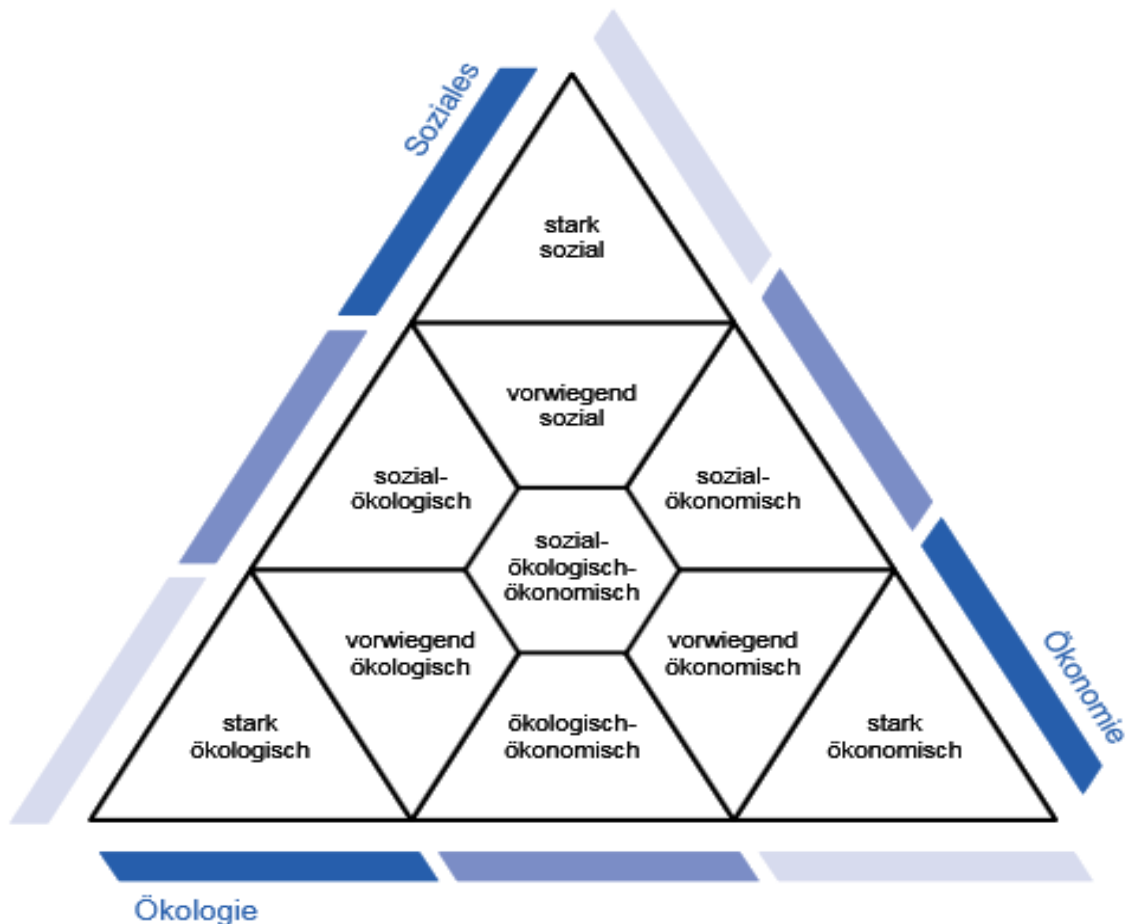 Soziales
stark
sozial
vorwiegend
sozial
sozial-
ökologisch
sozial-
ökonomisch
sozial-
ökologisch-
ökonomisch
vorwiegend
ökologisch
vorwiegend
ökonomisch
Ökonomie
stark
ökologisch
ökologisch-
ökonomisch
stark
ökonomisch
Ökologie